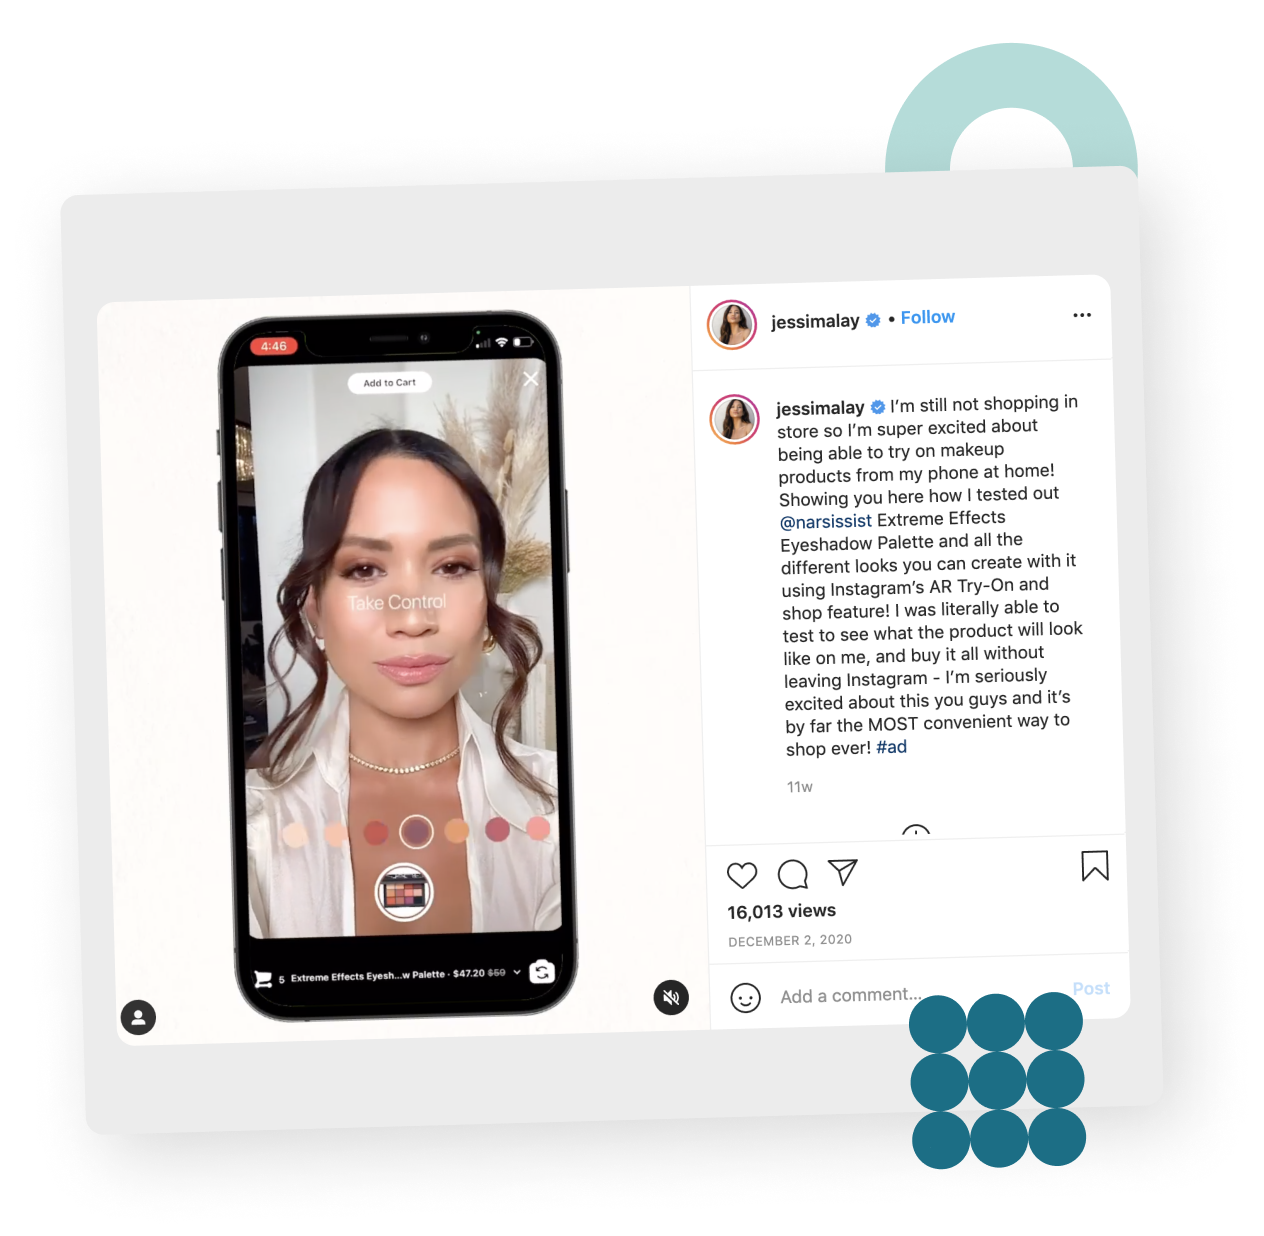 4:46
Add to Cart
Take Control
5 Extreme Effects Eyesh...w Palette · $47.20 $59
jessimalay • Follow
jessimalay I'm still not shopping in
store so I'm super excited about
being able to try on makeup
products from my phone at home!
Showing you here how I tested out
@narsissist Extreme Effects
Eyeshadow Palette and all the
different looks you can create with it
using Instagram's AR Try-On and
shop feature! I was literally able to
test to see what the product will look
like on me, and buy it all without
leaving Instagram - I'm seriously
excited about this you guys and it's
by far the MOST convenient way to
shop ever! #ad
11w
16,013 views
DECEMBER 2, 2020
Add a comment...
Post